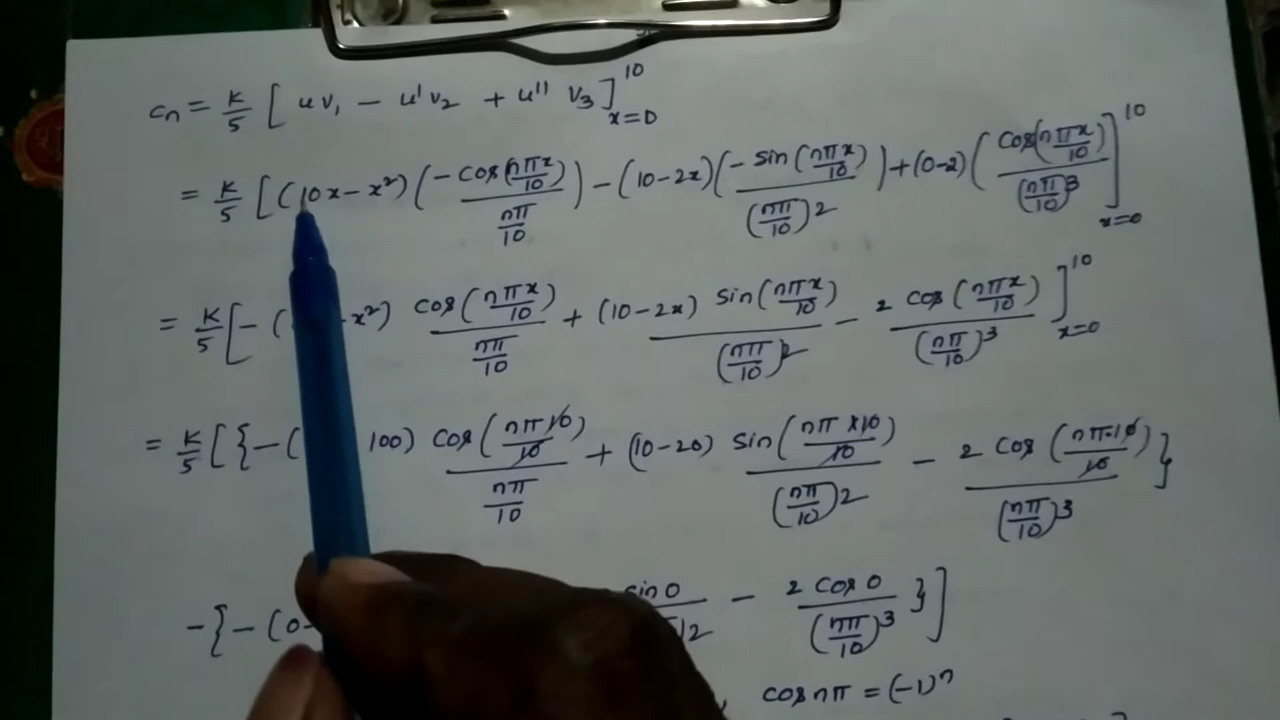 cₙ = K/5 [ u v₁ − u' v₂ + u'' v₃ ]_{x=0}^{10}
= K/5 [ (10x − x²) ( −cos(nπx/10) / (nπ/10) ) − (10−2x) ( −sin(nπx/10) / (nπ/10)² ) + (0−2) ( cos(nπx/10) / (nπ/10)³ ) ]_{x=0}^{10}
= K/5 [ −( x²) cos(nπx/10) / (nπ/10) + (10−2x) sin(nπx/10) / (nπ/10)² − 2 cos(nπx/10) / (nπ/10)³ ]_{x=0}^{10}
= K/5 [ { −( 100) cos(nπ10/10) / (nπ/10) + (10−20) sin(nπ×10/10) / (nπ/10)² − 2 cos(nπ·10/10) / (nπ/10)³ }
−{ −(0− sin 0 / 2 − 2 cos 0 / (nπ/10)³ } ]
cos nπ = (−1)ⁿ